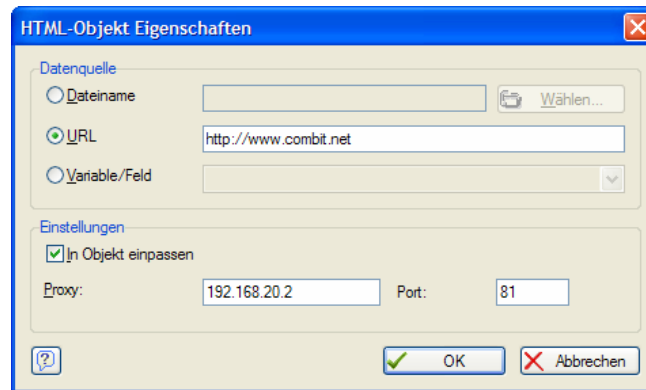 HTML-Objekt Eigenschaften
Datenquelle
Dateiname
Wählen...
URL
http://www.combit.net
Variable/Feld
Einstellungen
In Objekt einpassen
Proxy:
192.168.20.2
Port:
81
?
OK
Abbrechen